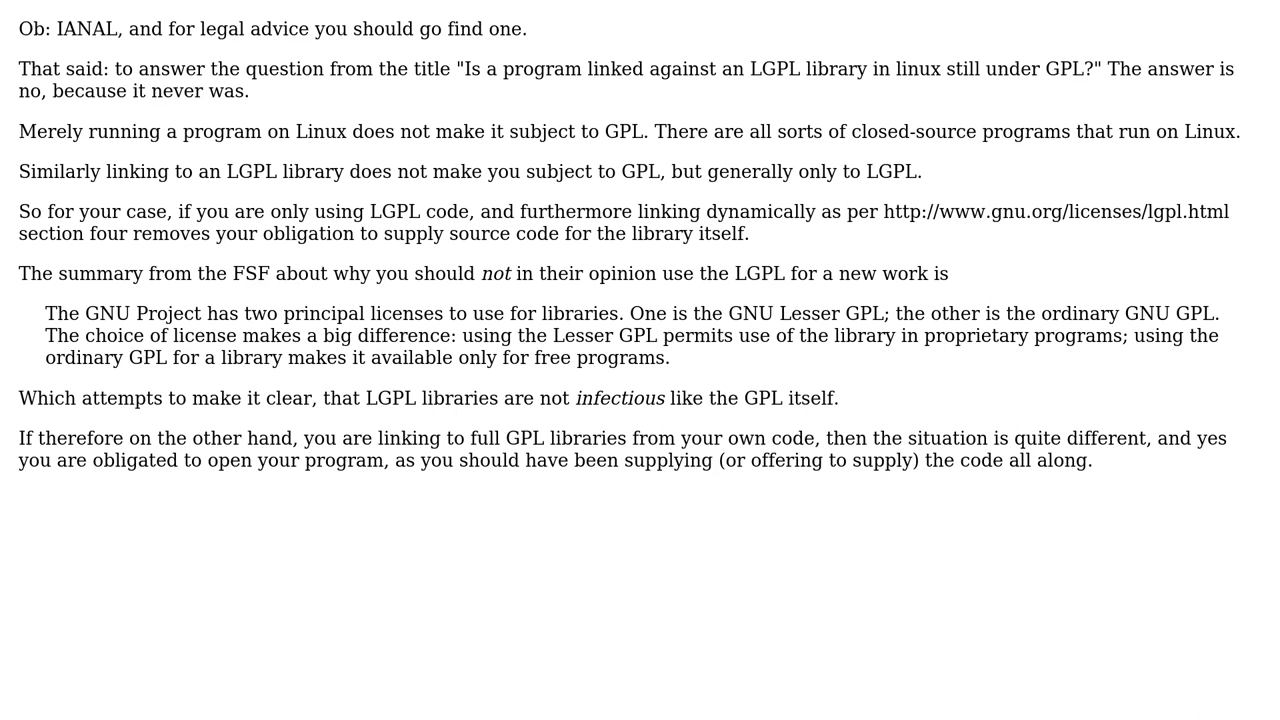 Ob: IANAL, and for legal advice you should go find one.
That said: to answer the question from the title "Is a program linked against an LGPL library in linux still under GPL?" The answer is
no, because it never was.
Merely running a program on Linux does not make it subject to GPL. There are all sorts of closed-source programs that run on Linux.
Similarly linking to an LGPL library does not make you subject to GPL, but generally only to LGPL.
So for your case, if you are only using LGPL code, and furthermore linking dynamically as per http://www.gnu.org/licenses/lgpl.html
section four removes your obligation to supply source code for the library itself.
The summary from the FSF about why you should not in their opinion use the LGPL for a new work is
The GNU Project has two principal licenses to use for libraries. One is the GNU Lesser GPL; the other is the ordinary GNU GPL.
The choice of license makes a big difference: using the Lesser GPL permits use of the library in proprietary programs; using the
ordinary GPL for a library makes it available only for free programs.
Which attempts to make it clear, that LGPL libraries are not infectious like the GPL itself.
If therefore on the other hand, you are linking to full GPL libraries from your own code, then the situation is quite different, and yes
you are obligated to open your program, as you should have been supplying (or offering to supply) the code all along.